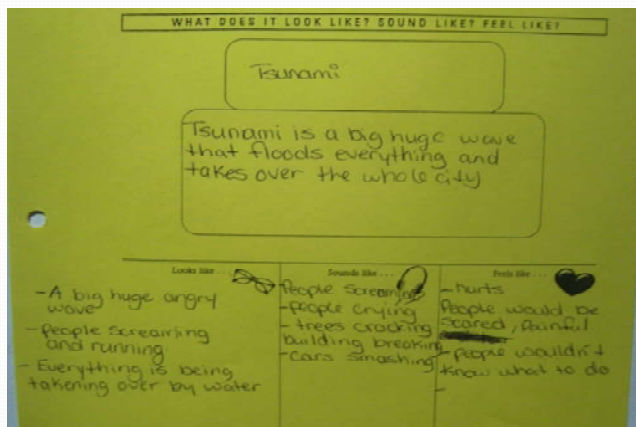 WHAT DOES IT LOOK LIKE? SOUND LIKE? FEEL LIKE?
Tsunami
Tsunami is a big huge wave
that floods everything and
takes over the whole city
Looks like . . .
-A big huge angry
wave
-People screaming
and running
- Everything is being
takening over by water
Sounds like . . .
-People screaming
-people crying
- trees cracking
building breaking
-Cars smashing
Feels like . . .
-hurts
People would be
scared, Painful
-people wouldn't
know what to do
-